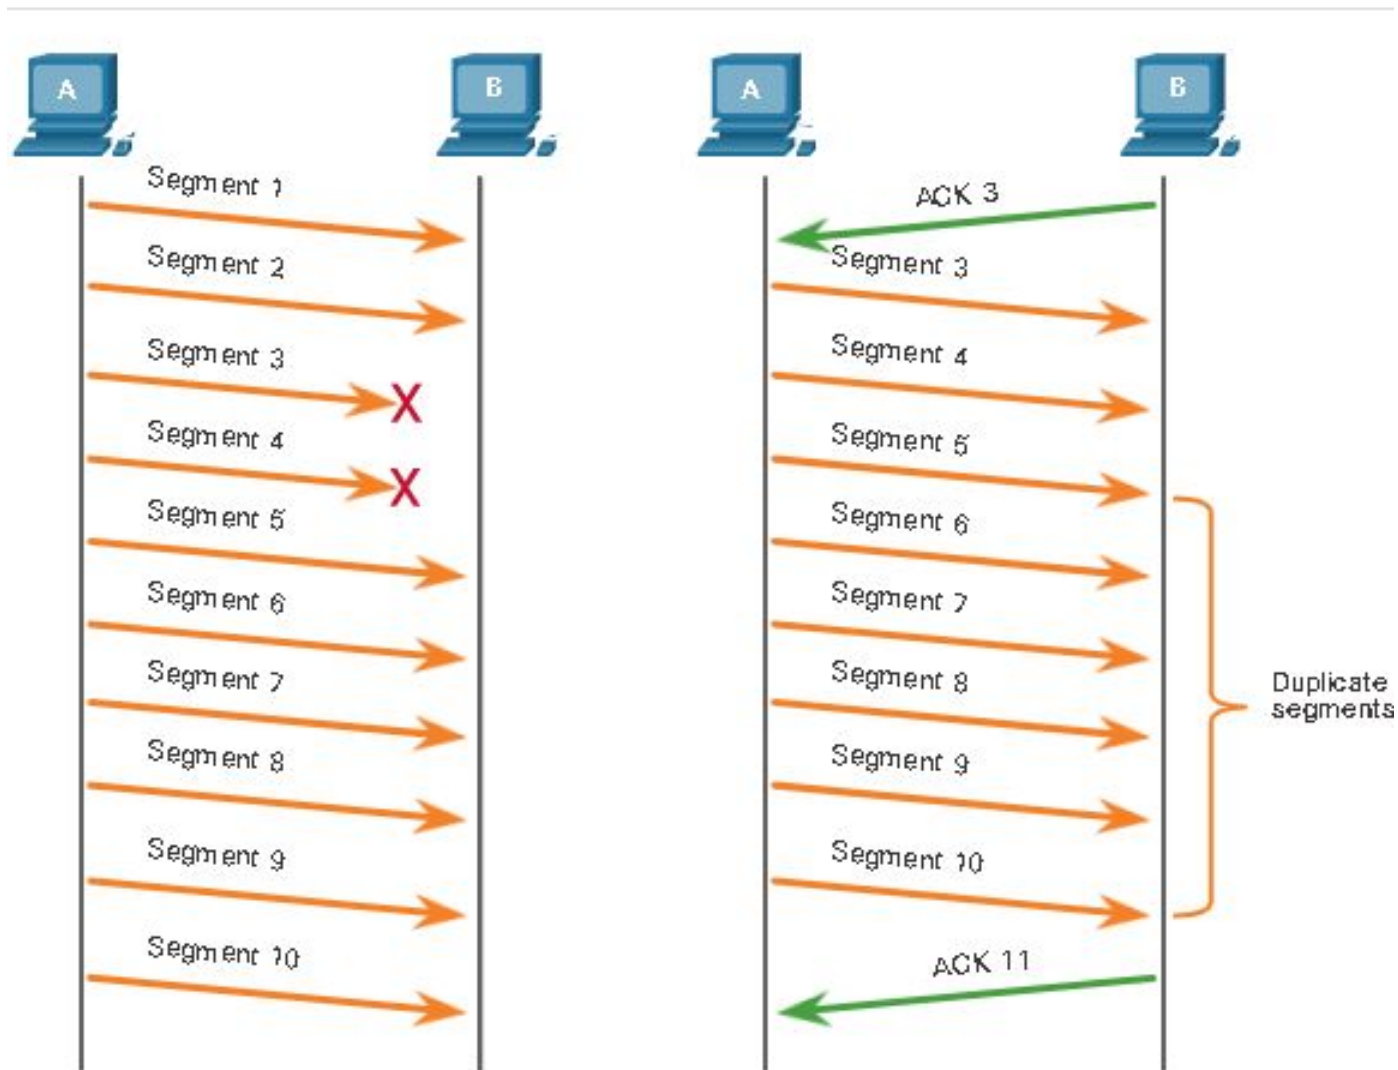 A
B
Segment 1
Segment 2
Segment 3
X
Segment 4
X
Segment 5
Segment 6
Segment 7
Segment 8
Segment 9
Segment 10
A
B
ACK 3
Segment 3
Segment 4
Segment 5
Segment 6
Segment 7
Segment 8
Segment 9
Segment 10
Duplicate
segments
ACK 11